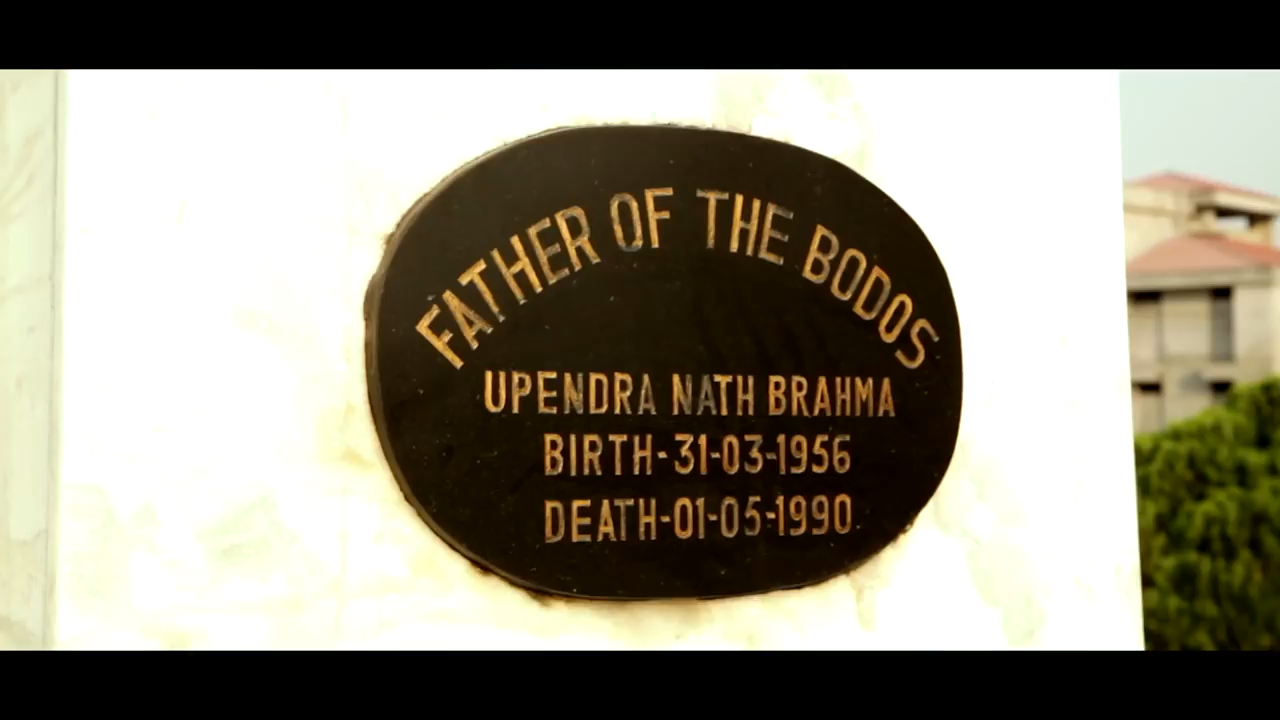 FATHER OF THE BODOS
UPENDRA NATH BRAHMA
BIRTH-31-03-1956
DEATH-01-05-1990